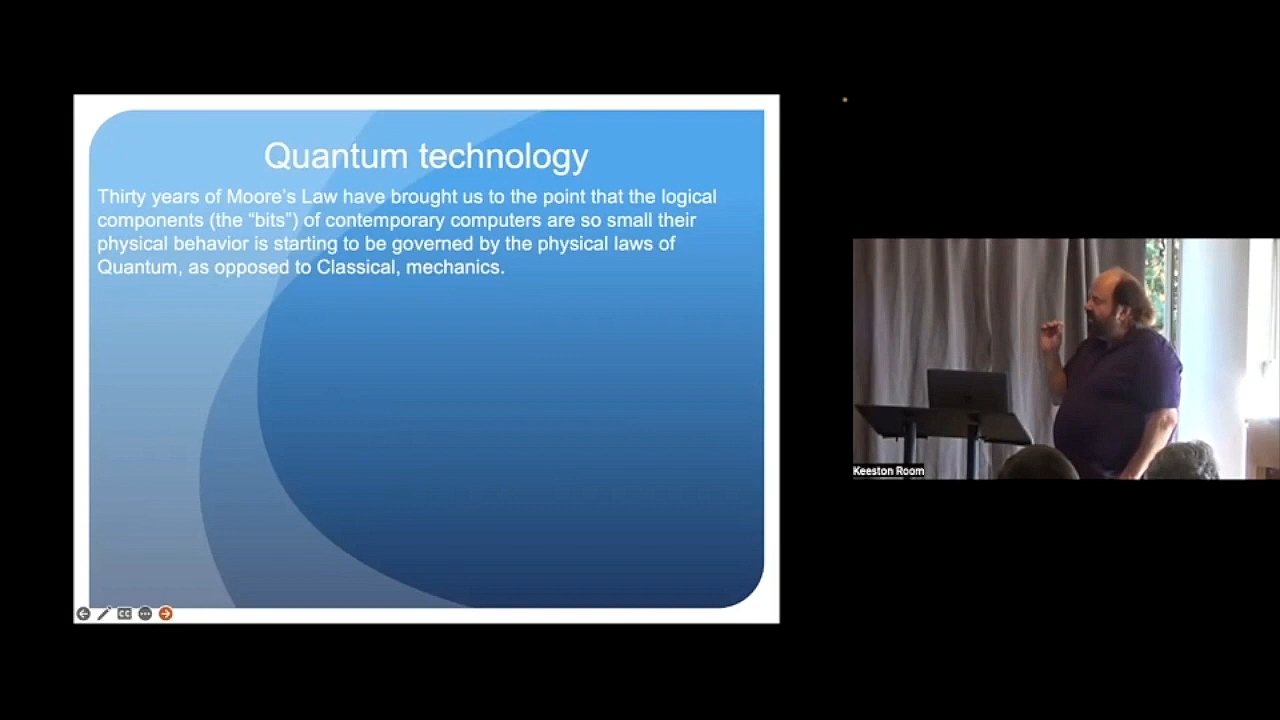 Quantum technology
Thirty years of Moore's Law have brought us to the point that the logical
components (the “bits”) of contemporary computers are so small their
physical behavior is starting to be governed by the physical laws of
Quantum, as opposed to Classical, mechanics.
CC
Keeston Room